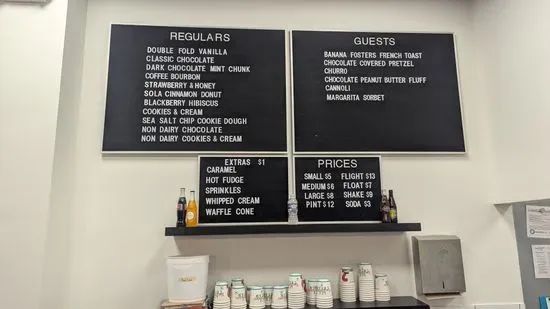 REGULARS
DOUBLE FOLD VANILLA
CLASSIC CHOCOLATE
DARK CHOCOLATE MINT CHUNK
COFFEE BOURBON
STRAWBERRY & HONEY
SOLA CINNAMON DONUT
BLACKBERRY HIBISCUS
COOKIES & CREAM
SEA SALT CHIP COOKIE DOUGH
NON DAIRY CHOCOLATE
NON DAIRY COOKIES & CREAM
GUESTS
BANANA FOSTERS FRENCH TOAST
CHOCOLATE COVERED PRETZEL
CHURRO
CHOCOLATE PEANUT BUTTER FLUFF
CANNOLI
MARGARITA SORBET
EXTRAS $1
CARAMEL
HOT FUDGE
SPRINKLES
WHIPPED CREAM
WAFFLE CONE
PRICES
SMALL $5 FLIGHT $13
MEDIUM $6 FLOAT $7
LARGE $8 SHAKE $9
PINT $12 SODA $3